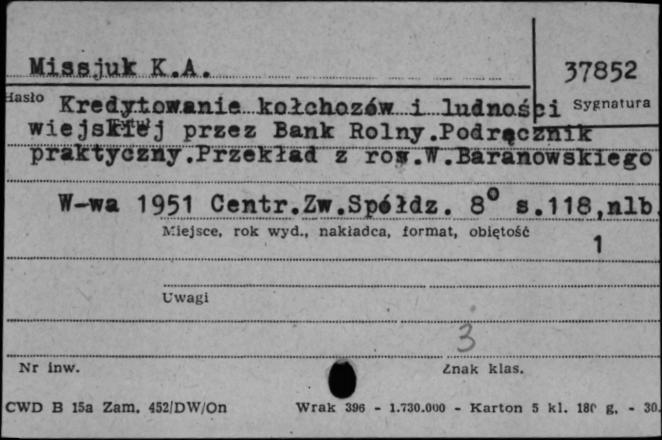 Missjuk K.A.
37852
Hasło Kredytowanie kołchozów i ludności Sygnatura
wiejskiej przez Bank Rolny.Podręcznik
praktyczny.Przekład z ros.W.Baranowskiego
W-wa 1951 Centr.Zw.Spółdz. 8° s.118,nlb
Miejsce, rok wyd., nakładca, format, objętość
1
Uwagi
3
Nr inw. Znak klas.
CWD B 15a Zam. 452/DW/On Wrak 396 - 1.730.000 - Karton 5 kl. 180 g. - 30.